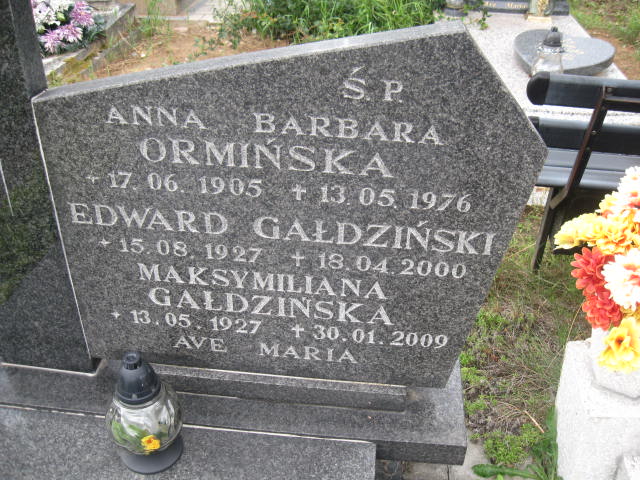 Ś.P.
ANNA BARBARA
ORMIŃSKA
+ 17.06.1905 + 13.05.1976
EDWARD GAŁDZIŃSKI
+ 15.08.1927 + 18.04.2000
MAKSYMILIANA
GAŁDZIŃSKA
+ 13.05.1927 + 30.01.2009
AVE MARIA